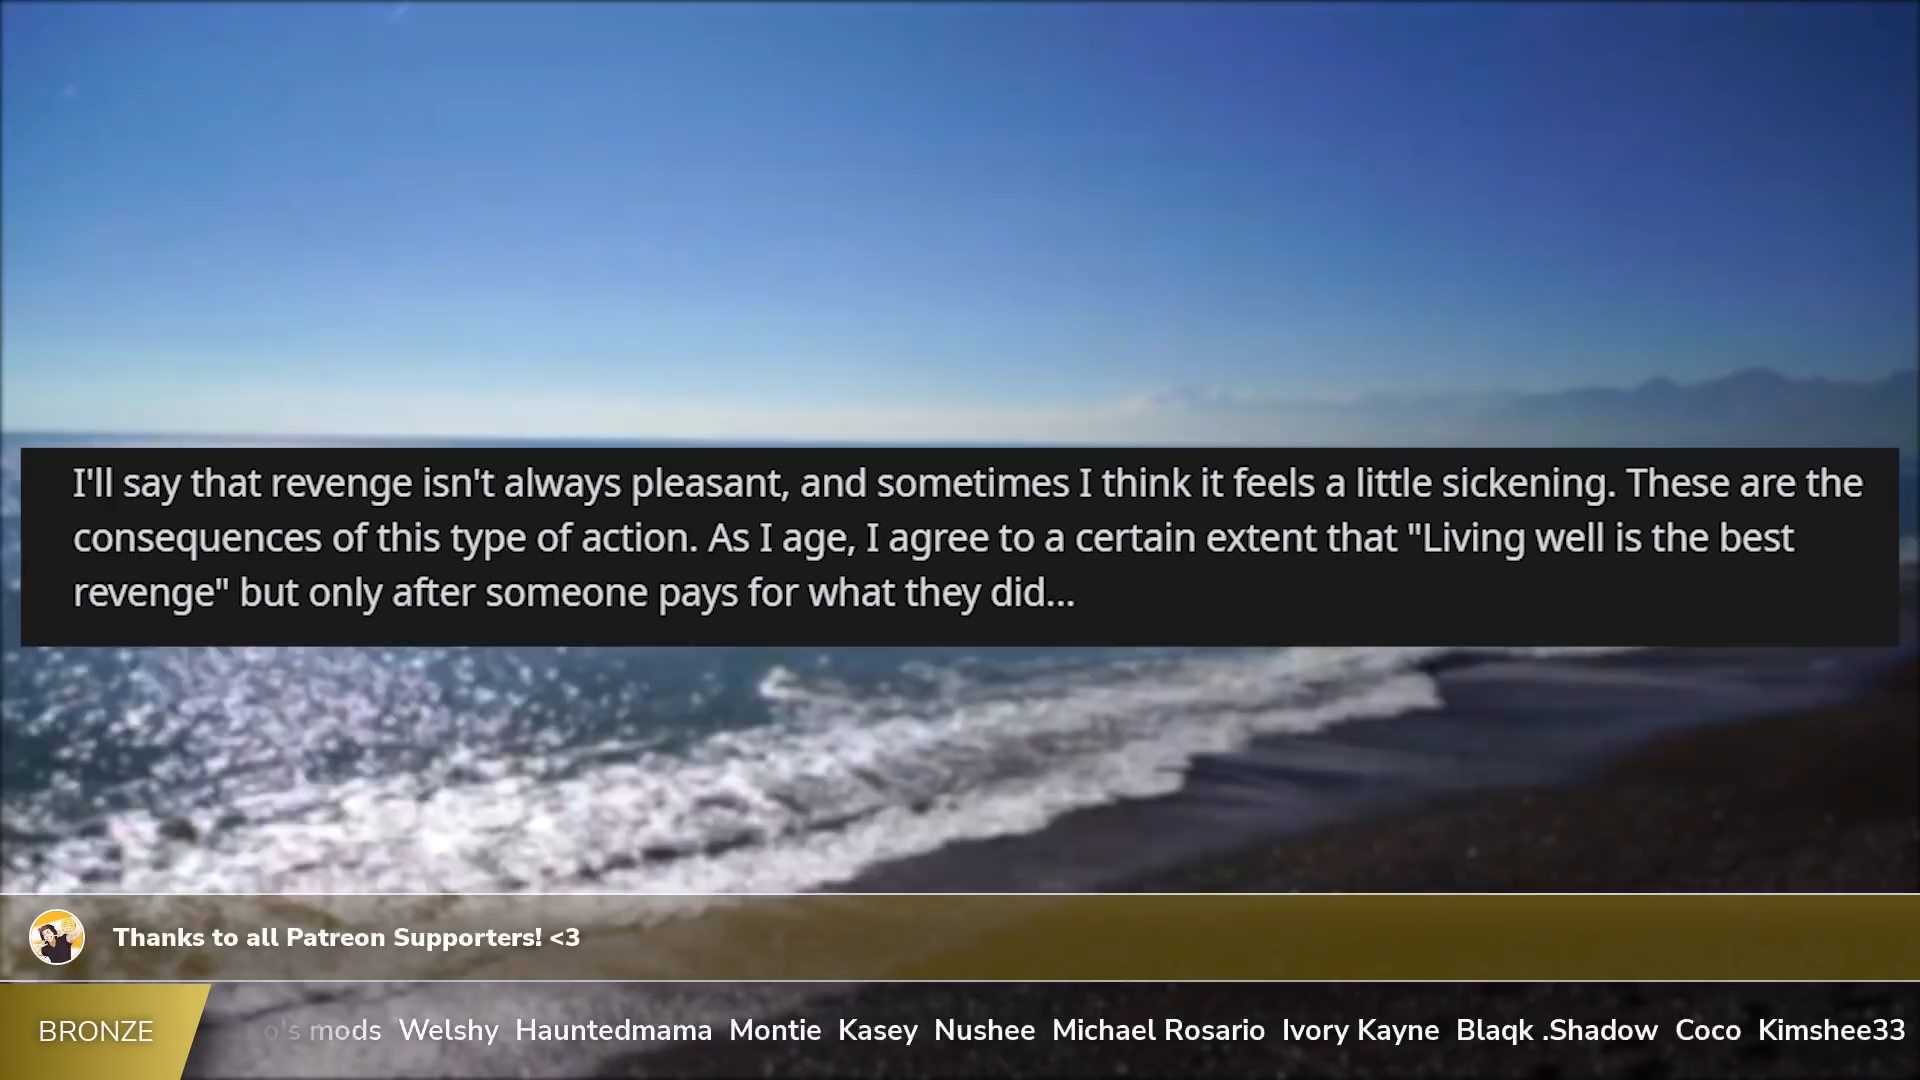 I'll say that revenge isn't always pleasant, and sometimes I think it feels a little sickening. These are the
consequences of this type of action. As I age, I agree to a certain extent that "Living well is the best
revenge" but only after someone pays for what they did...
Thanks to all Patreon Supporters! <3
BRONZE
mods Welshy Hauntedmama Montie Kasey Nushee Michael Rosario Ivory Kayne Blaqk .Shadow Coco Kimshee33